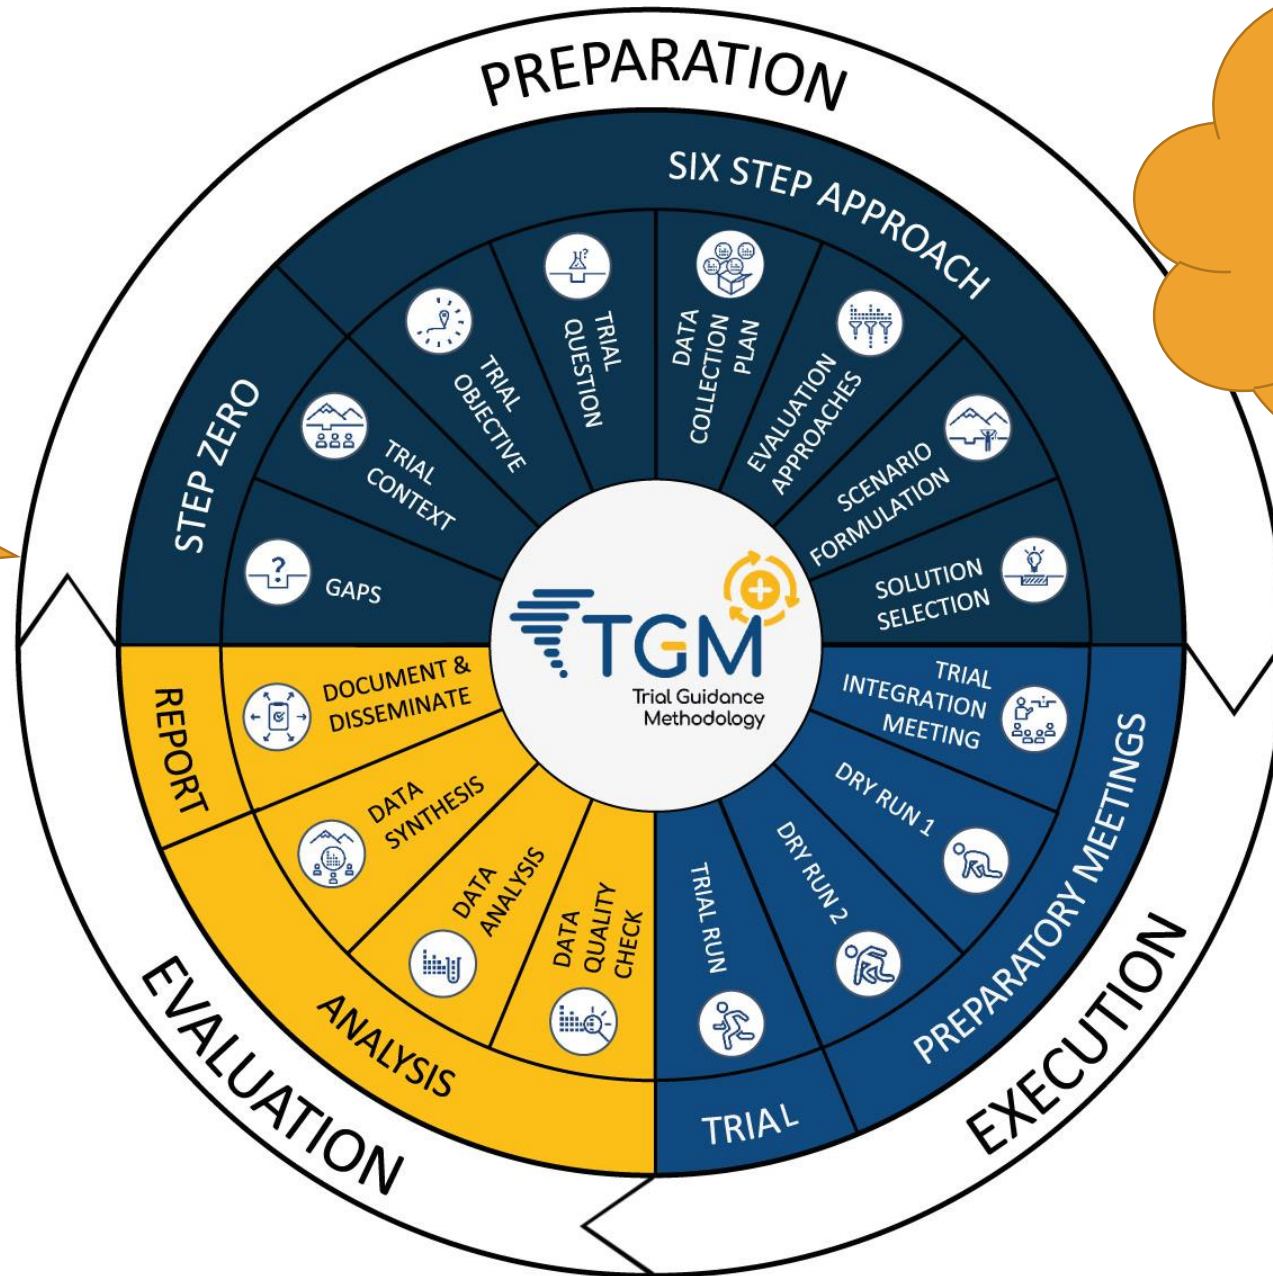 PREPARATION
STEP ZERO
SIX STEP APPROACH
GAPS
TRIAL
CONTEXT
TRIAL
OBJECTIVE
TRIAL
QUESTION
DATA
COLLECTION
PLAN
EVALUATION
APPROACHES
SCENARIO
FORMULATION
SOLUTION
SELECTION
EXECUTION
PREPARATORY MEETINGS
TRIAL
INTEGRATION
MEETING
DRY RUN 1
DRY RUN 2
TRIAL
TRIAL RUN
EVALUATION
ANALYSIS
DATA
QUALITY
CHECK
DATA
ANALYSIS
DATA
SYNTHESIS
REPORT
DOCUMENT &
DISSEMINATE
TGM
Trial Guidance
Methodology